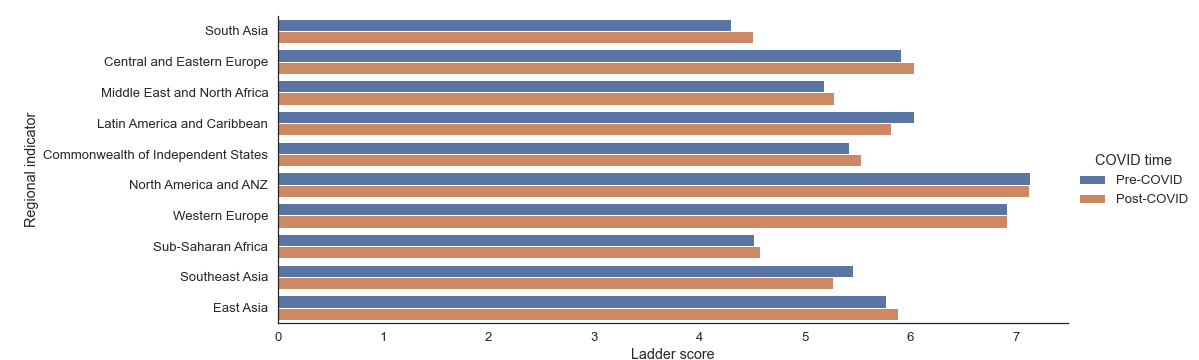 Regional indicator
South Asia
Central and Eastern Europe
Middle East and North Africa
Latin America and Caribbean
Commonwealth of Independent States
North America and ANZ
Western Europe
Sub-Saharan Africa
Southeast Asia
East Asia
0 1 2 3 4 5 6 7
Ladder score
COVID time
Pre-COVID
Post-COVID